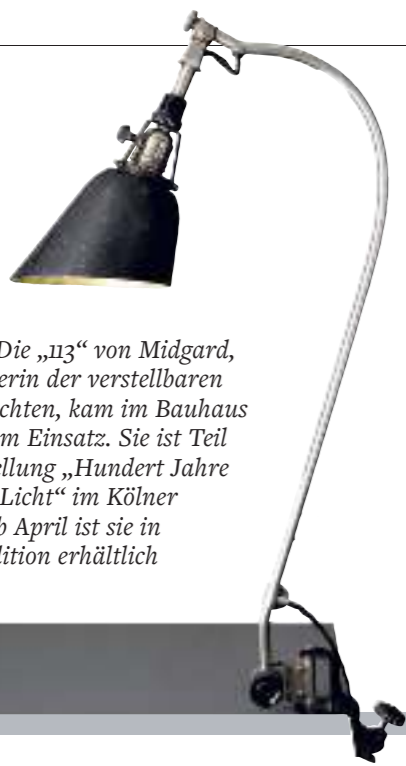 Die „113“ von Midgard,
erin der verstellbaren
chten, kam im Bauhaus
m Einsatz. Sie ist Teil
ellung „Hundert Jahre
Licht“ im Kölner
b April ist sie in
dition erhältlich